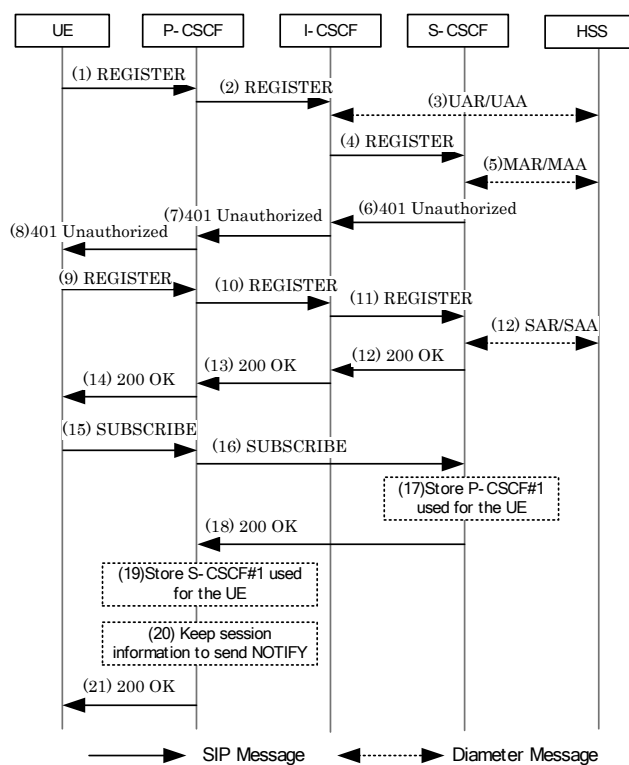 UE
P-CSCF
I-CSCF
S-CSCF
HSS
(1) REGISTER
(2) REGISTER
(3)UAR/UAA
(4) REGISTER
(5)MAR/MAA
(6)401 Unauthorized
(7)401 Unauthorized
(8)401 Unauthorized
(9) REGISTER
(10) REGISTER
(11) REGISTER
(12) SAR/SAA
(12) 200 OK
(13) 200 OK
(14) 200 OK
(15) SUBSCRIBE
(16) SUBSCRIBE
(17)Store P-CSCF#1
used for the UE
(18) 200 OK
(19)Store S-CSCF#1 used
for the UE
(20) Keep session
information to send NOTIFY
(21) 200 OK
SIP Message
Diameter Message